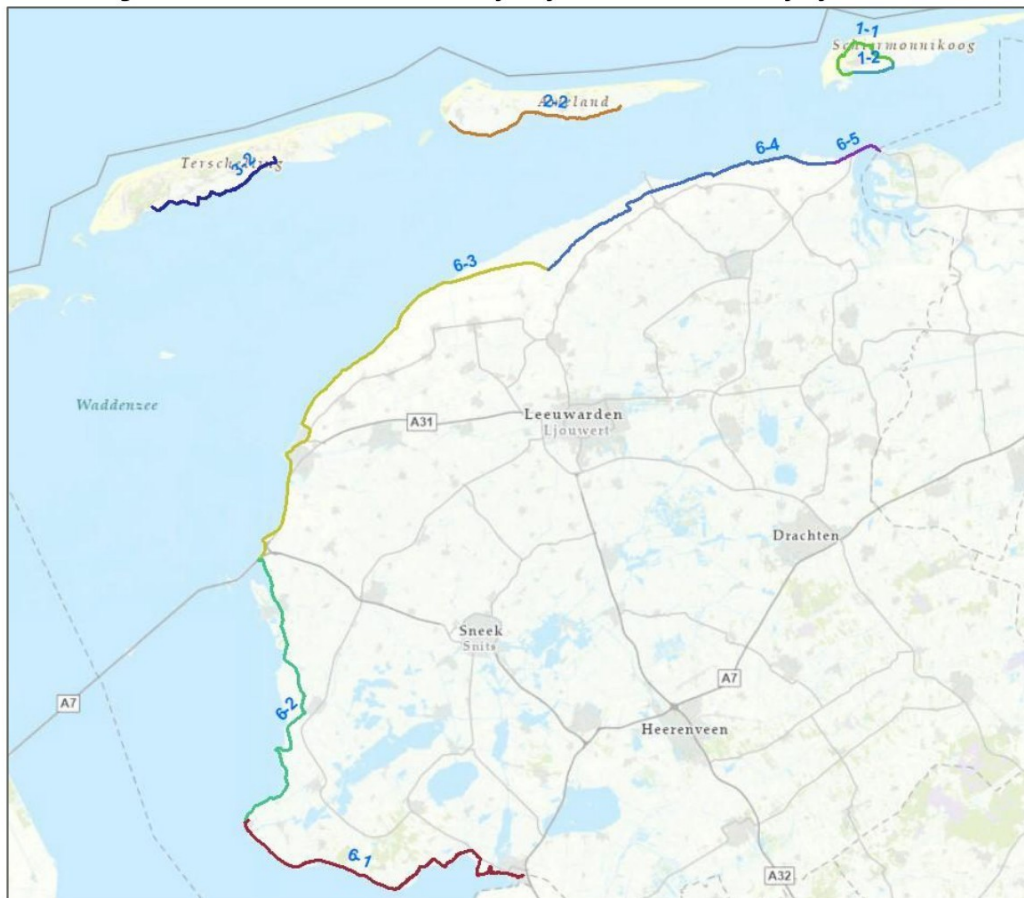 1-1
Schiermonnikoog
1-2
2-2
Ameland
6-4
6-5
Terschelling
3-2
6-3
Waddenzee
A31
Leeuwarden
Ljouwert
Drachten
Sneek
Snits
A7
A7
6-2
Heerenveen
6-1
A32